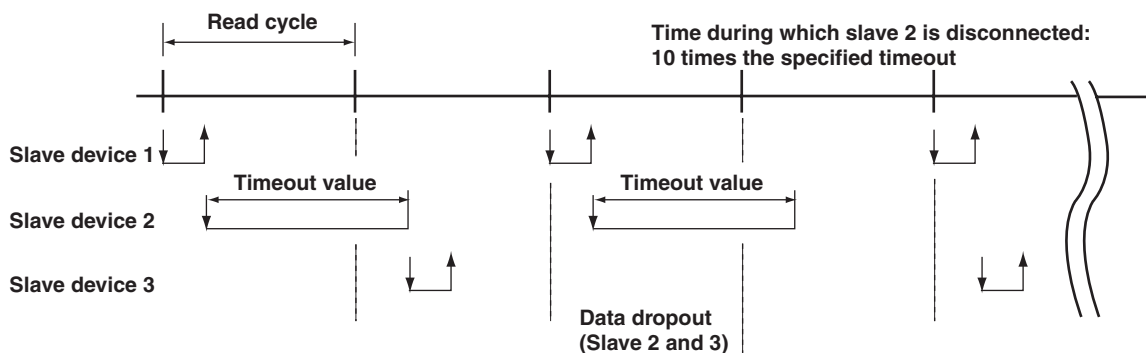 Read cycle
Time during which slave 2 is disconnected:
10 times the specified timeout
Slave device 1
Timeout value
Timeout value
Slave device 2
Slave device 3
Data dropout
(Slave 2 and 3)